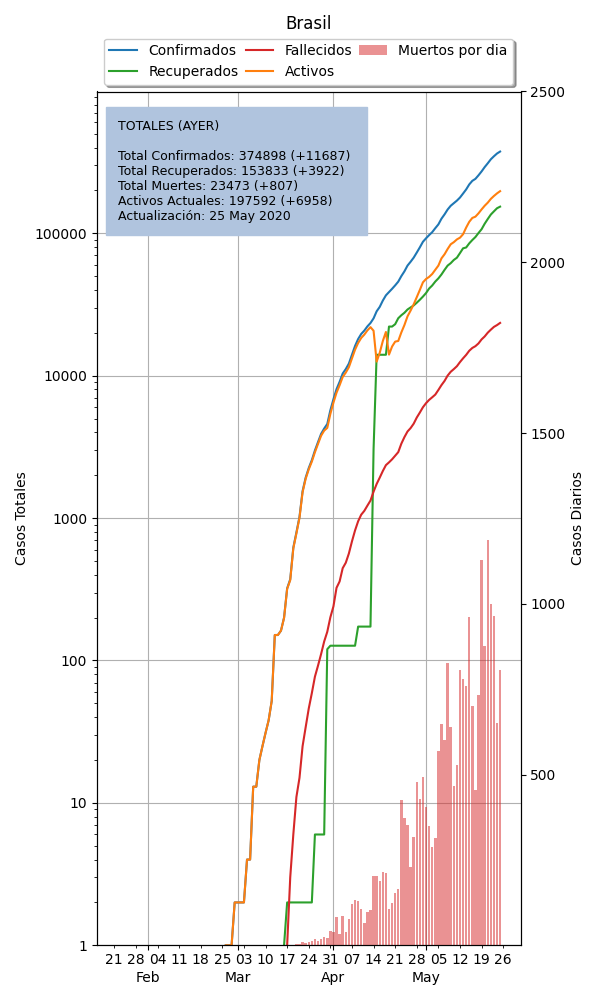 Brasil
Confirmados
Fallecidos
Muertos por dia
Recuperados
Activos
TOTALES (AYER)
Total Confirmados: 374898 (+11687)
Total Recuperados: 153833 (+3922)
Total Muertes: 23473 (+807)
Activos Actuales: 197592 (+6958)
Actualización: 25 May 2020
2500
100000
2000
10000
1500
Casos Totales
Casos Diarios
1000
1000
100
500
10
1
21 28 04 11 18 25 03 10 17 24 31 07 14 21 28 05 12 19 26
Feb Mar Apr May